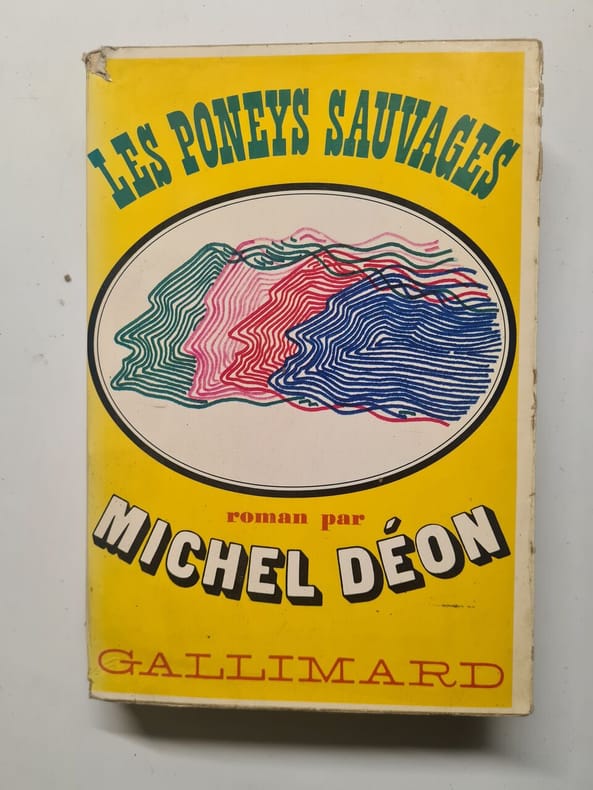 LES PONEYS SAUVAGES
roman par
MICHEL DÉON
GALLIMARD